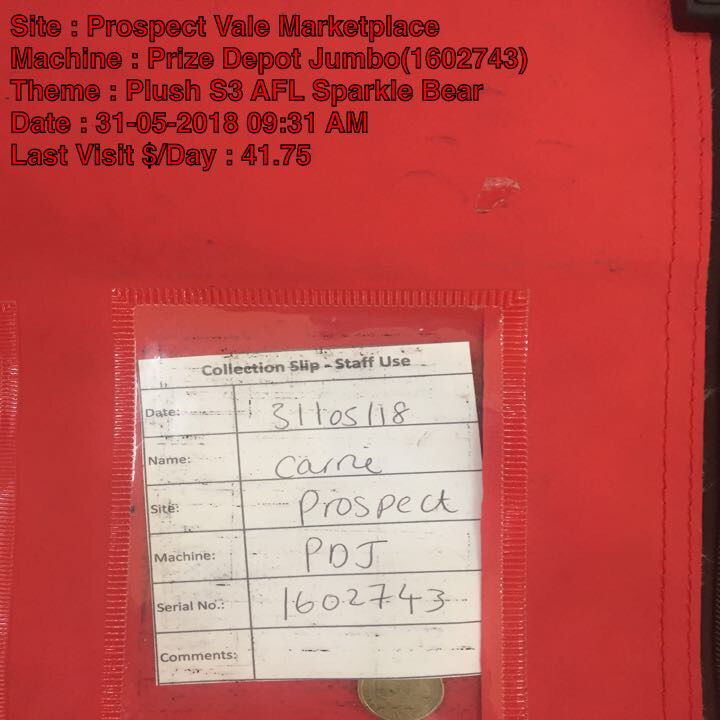 Site : Prospect Vale Marketplace
Machine : Prize Depot Jumbo(1602743)
Theme : Plush S3 AFL Sparkle Bear
Date : 31-05-2018 09:31 AM
Last Visit $/Day : 41.75
Collection Slip - Staff Use
Date: 31/05/18
Name: Carrie
Site: Prospect
Machine: PDJ
Serial No.: 1602743
Comments: